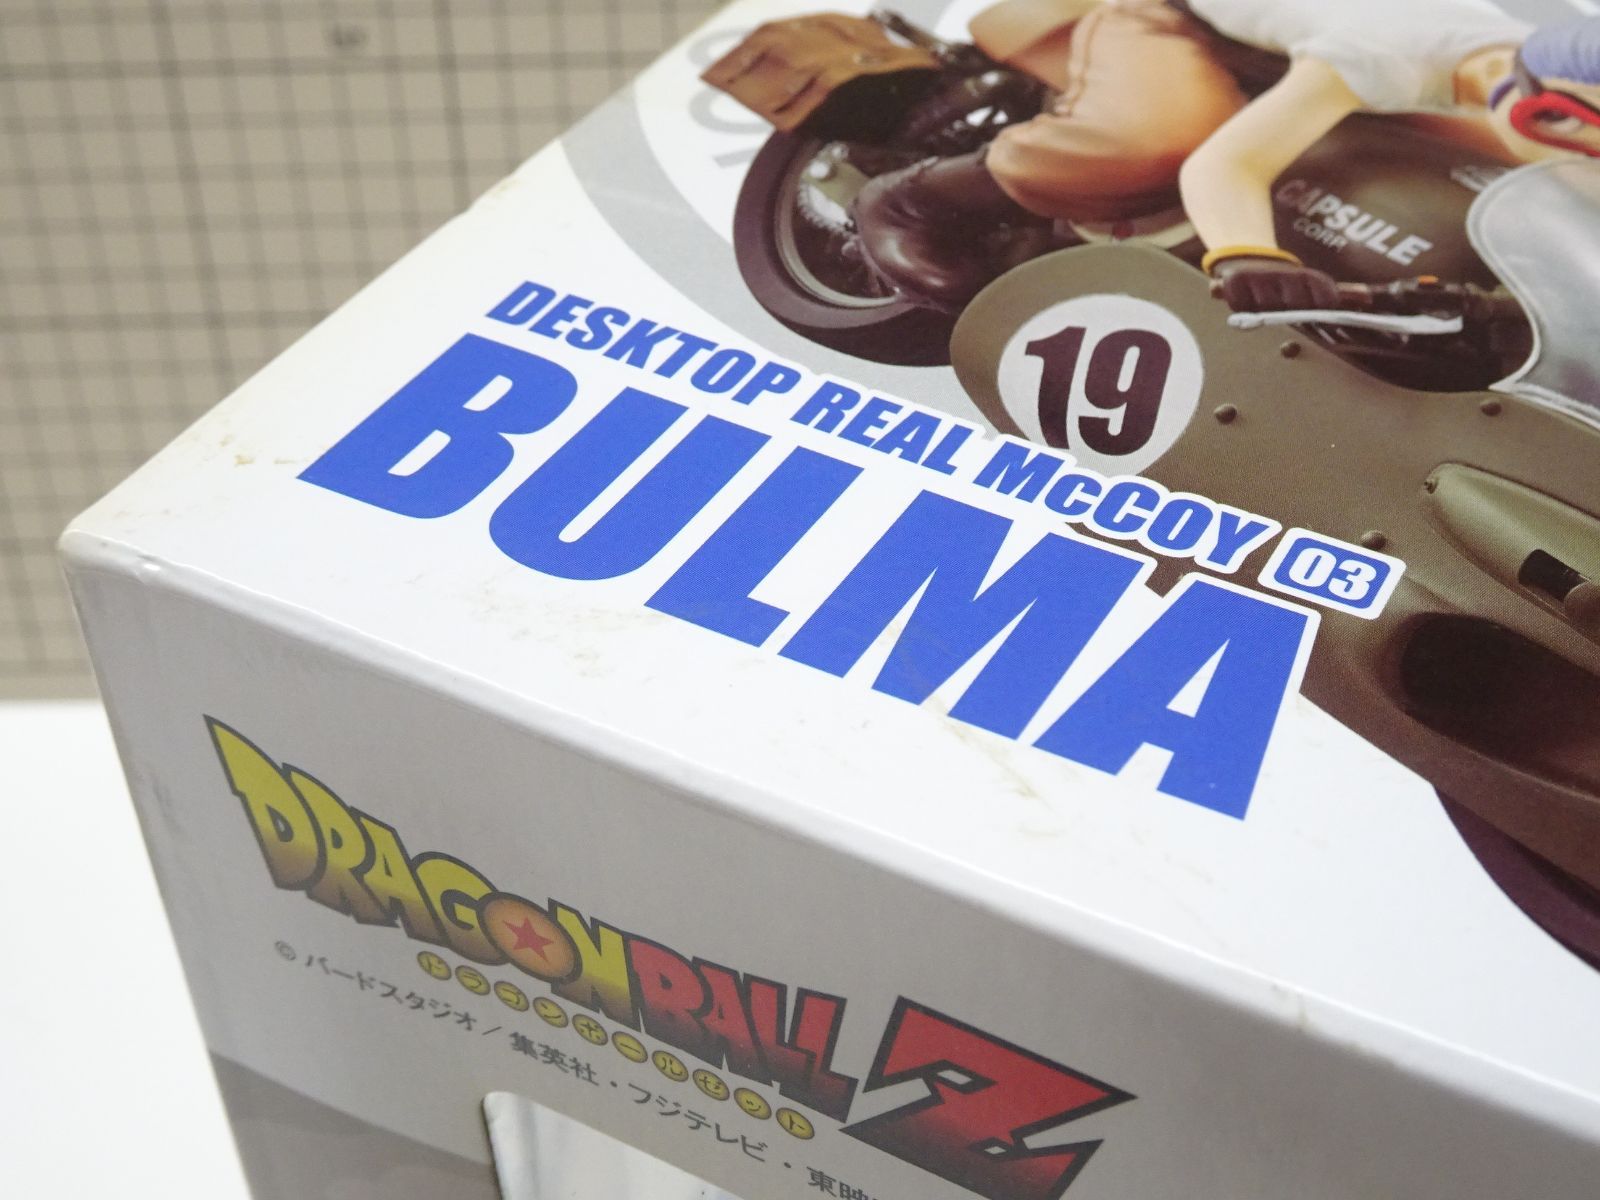 CAPSULE
CORP.
19
DESKTOP REAL McCOY 03
BULMA
DRAGONBALL Z
ドラゴンボールゼット
©バードスタジオ/集英社・フジテレビ・東映